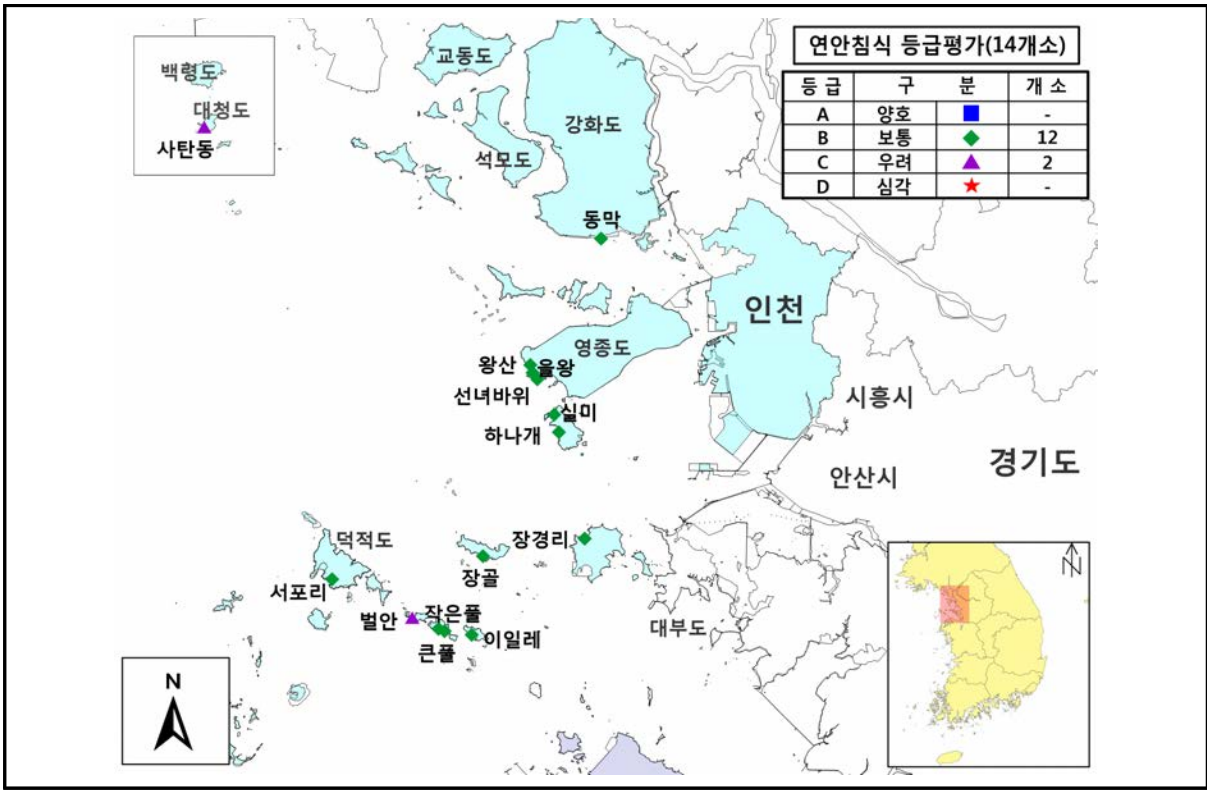 연안침식 등급평가(14개소)
등 급 구 분 개 소
A 양호 -
B 보통 12
C 우려 2
D 심각 -
백령도
대청도
사탄동
교동도
강화도
석모도
동막
인천
영종도
왕산
을왕
선녀바위
실미
하나개
시흥시
경기도
안산시
덕적도
장경리
장골
서포리
벌안
작은풀
큰풀
이일레
대부도
N
N